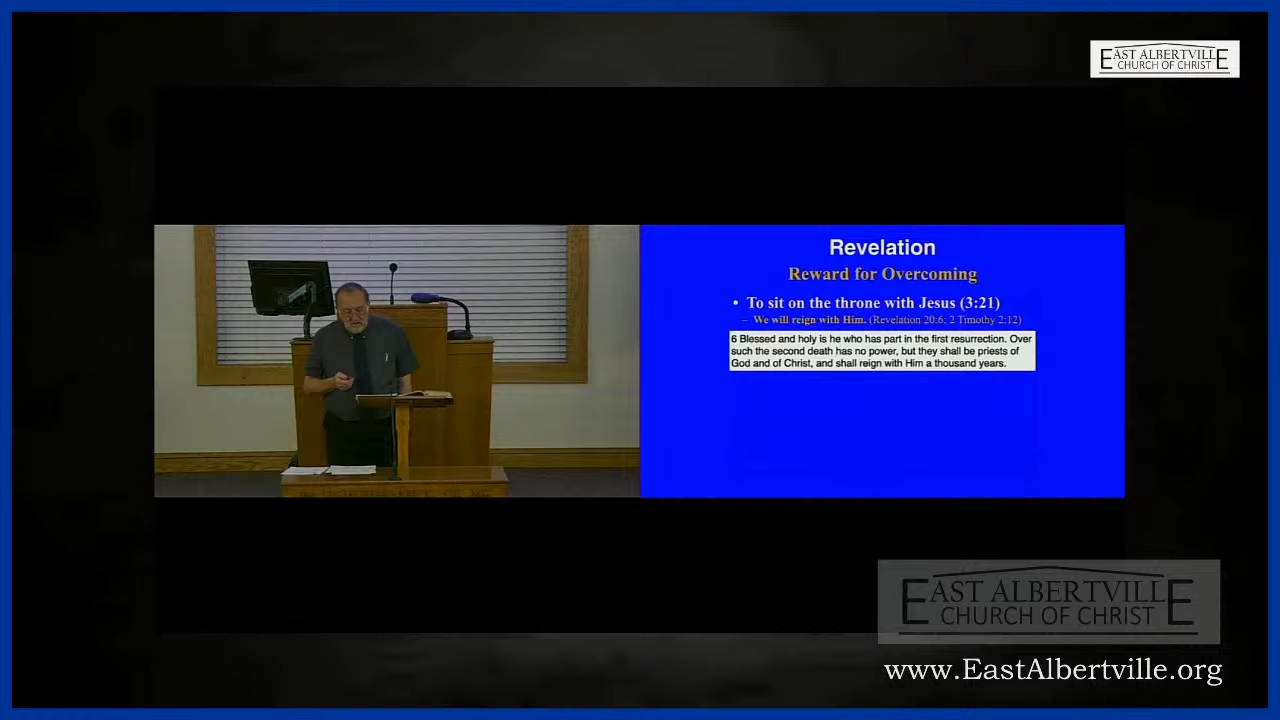 EAST ALBERTVILLE
CHURCH OF CHRIST
Revelation
Reward for Overcoming
• To sit on the throne with Jesus (3:21)
– We will reign with Him. (Revelation 20:6; 2 Timothy 2:12)
6 Blessed and holy is he who has part in the first resurrection. Over
such the second death has no power, but they shall be priests of
God and of Christ, and shall reign with Him a thousand years.
EAST ALBERTVILLE
CHURCH OF CHRIST
www.EastAlbertville.org